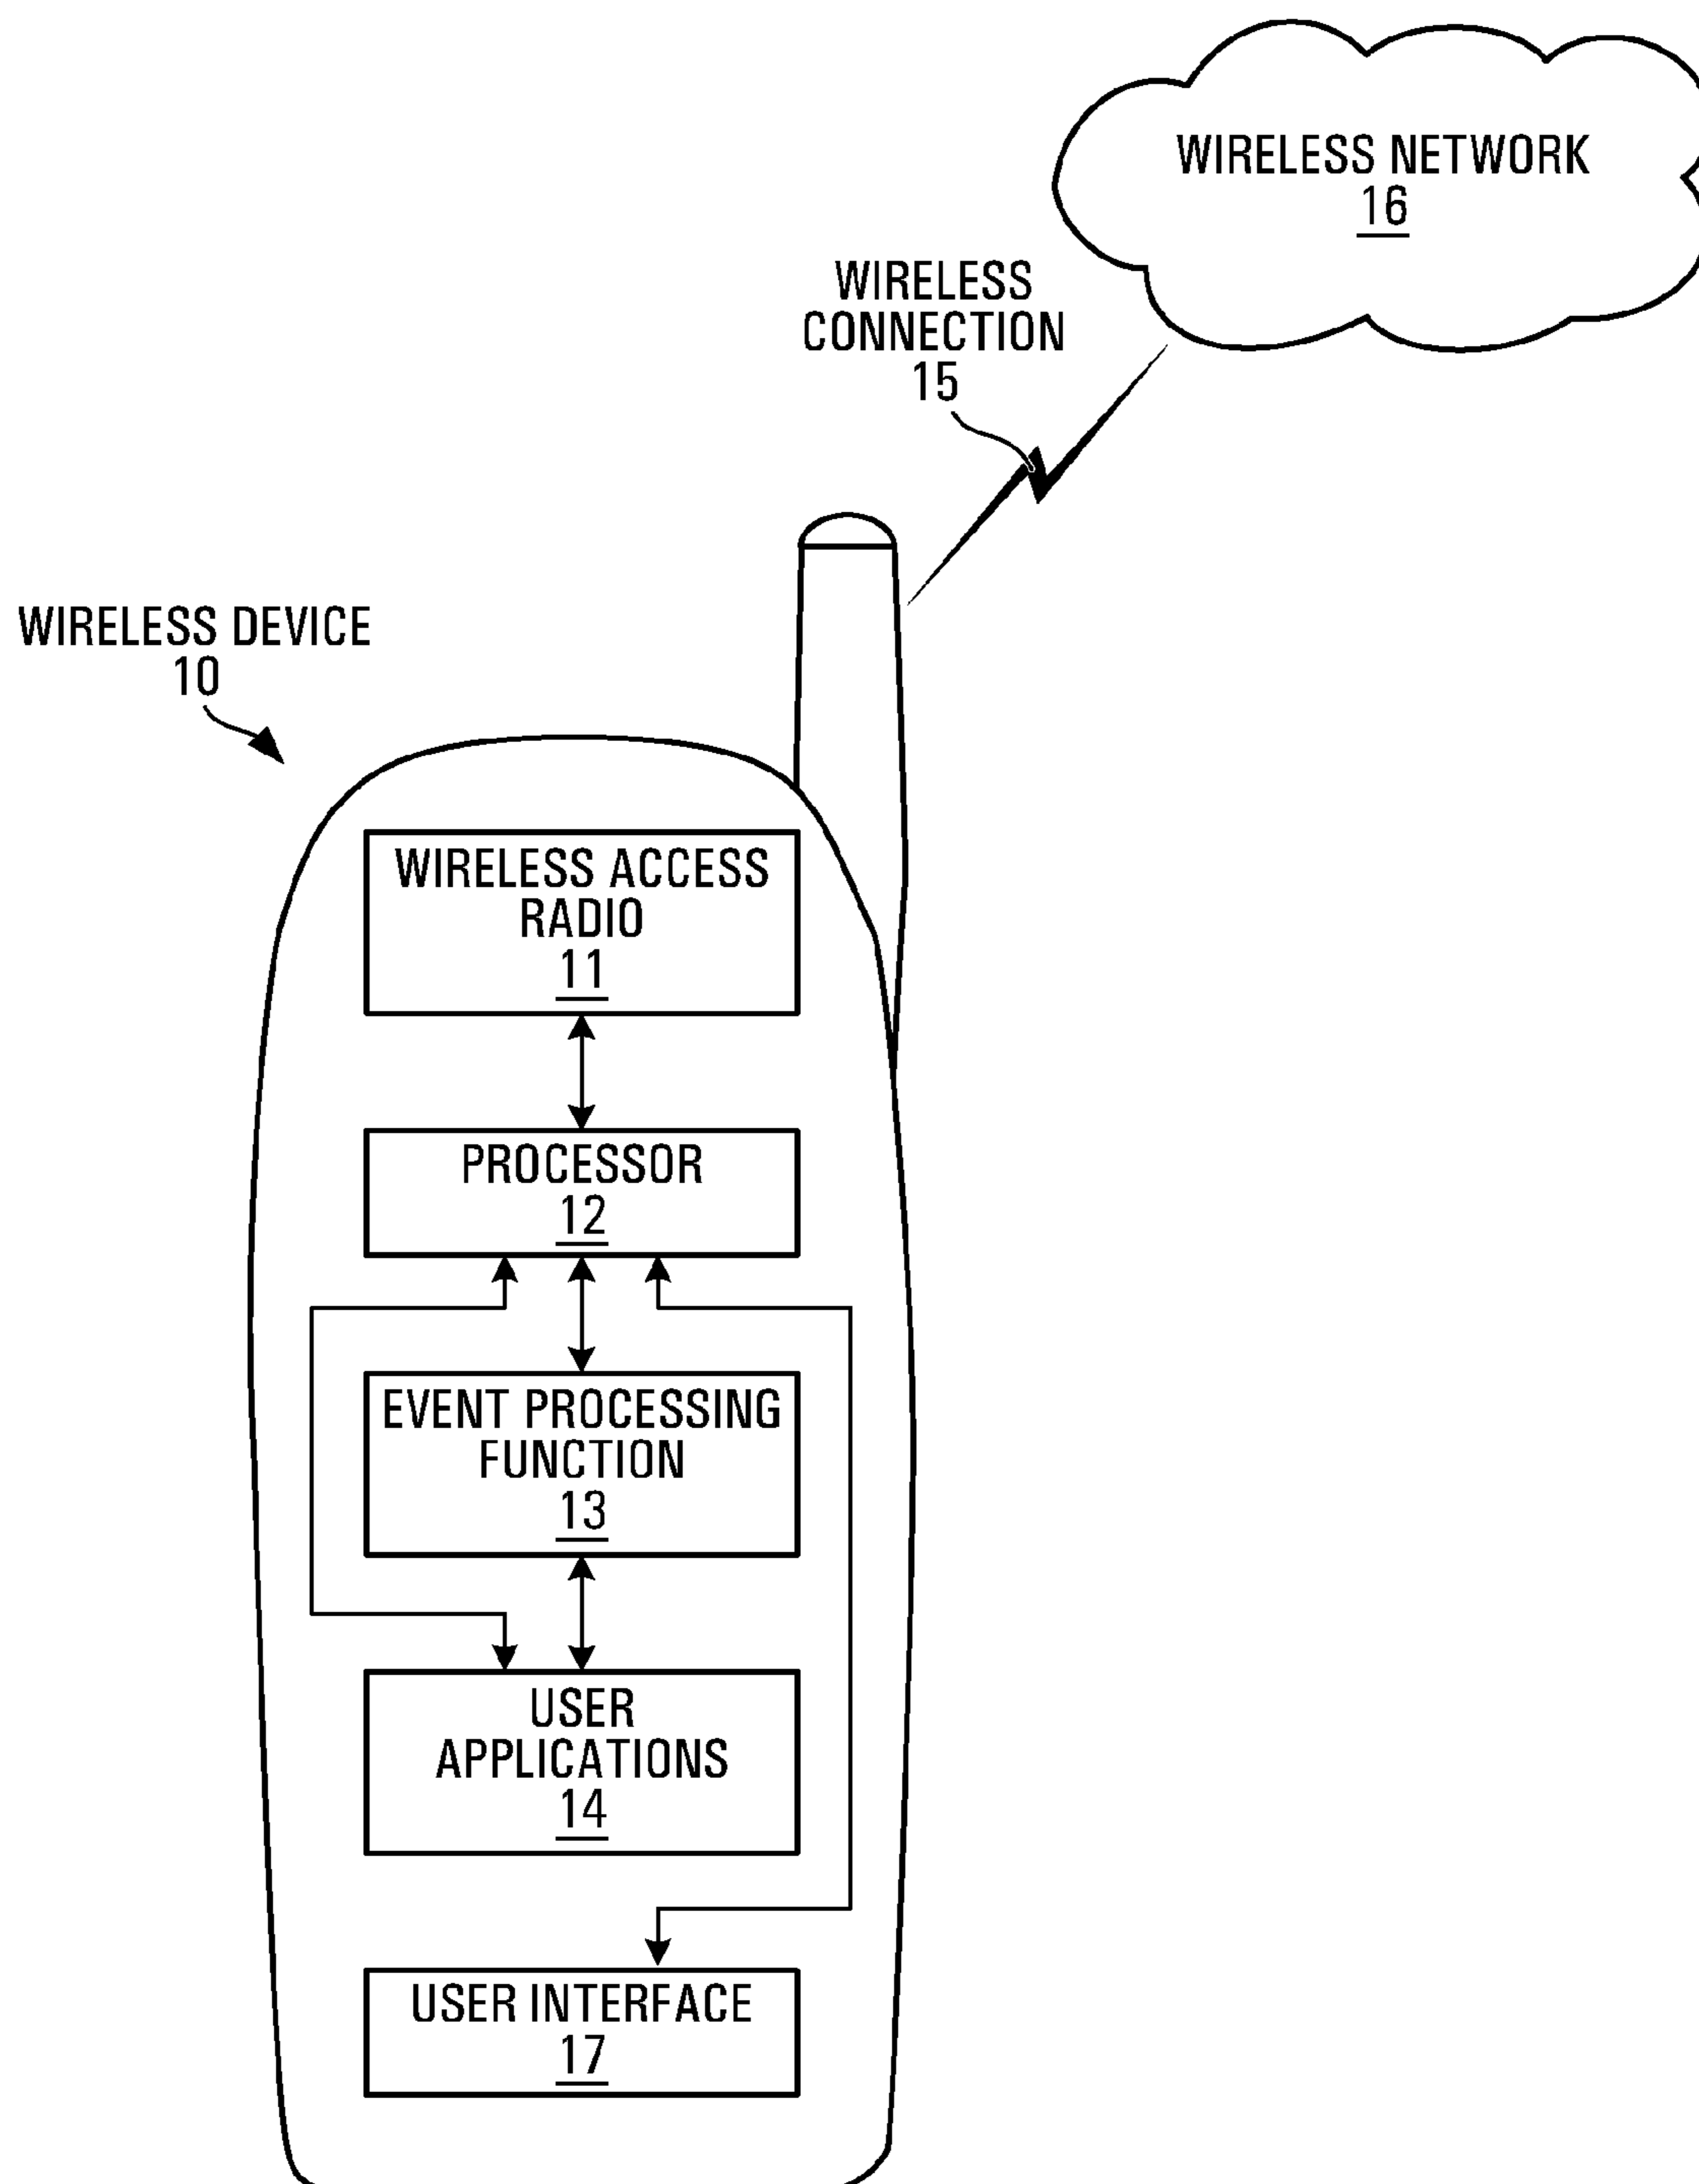 WIRELESS NETWORK
16
WIRELESS
CONNECTION
15
WIRELESS DEVICE
10
WIRELESS ACCESS
RADIO
11
PROCESSOR
12
EVENT PROCESSING
FUNCTION
13
USER
APPLICATIONS
14
USER INTERFACE
17